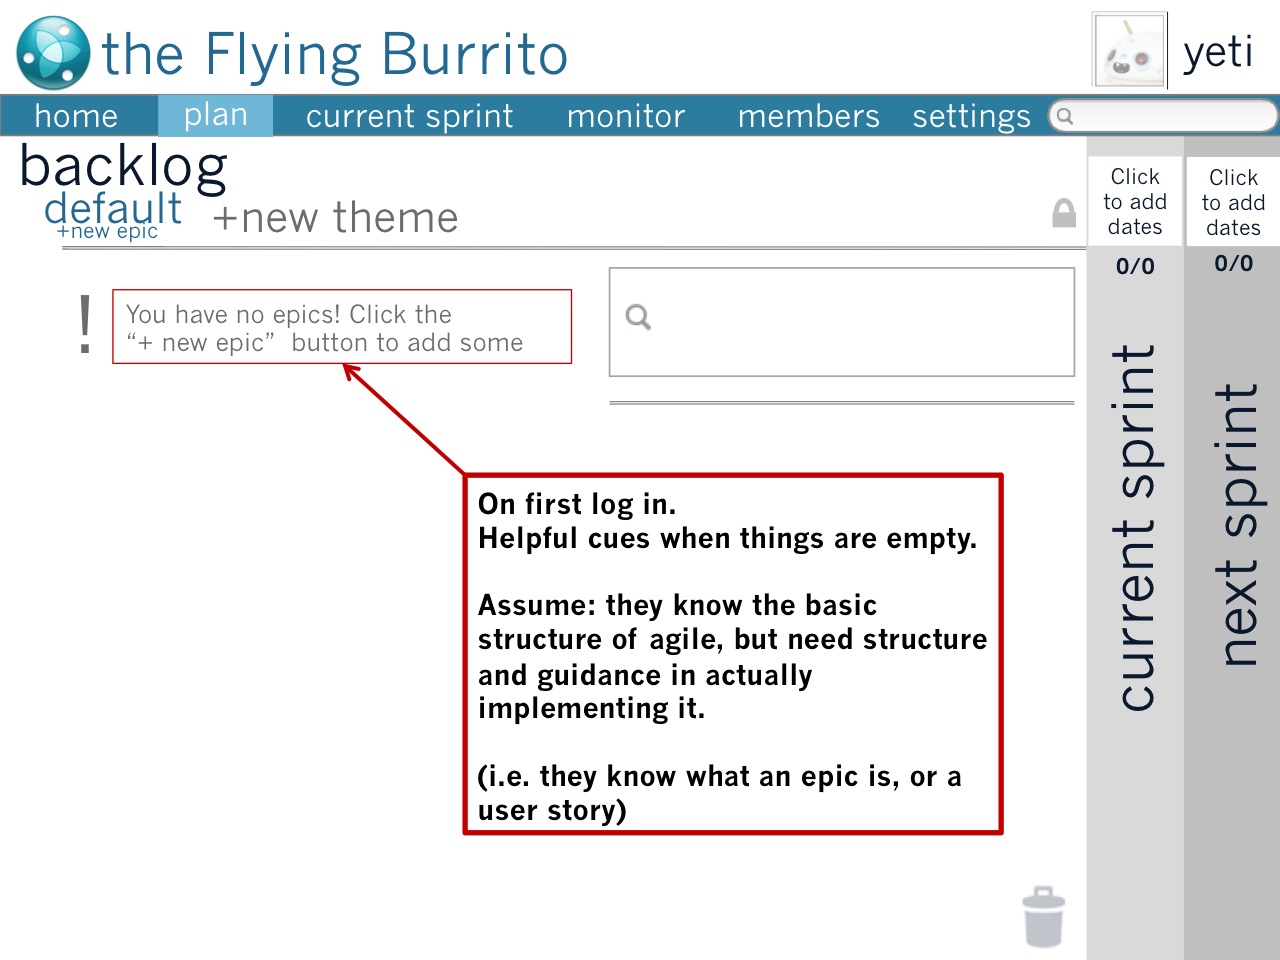 the Flying Burrito
yeti
home plan current sprint monitor members settings
backlog
default
+new epic
+new theme
Click
to add
dates
0/0
current sprint
Click
to add
dates
0/0
next sprint
!
You have no epics! Click the
“+ new epic”  button to add some
On first log in.
Helpful cues when things are empty.
Assume: they know the basic
structure of agile, but need structure
and guidance in actually
implementing it.
(i.e. they know what an epic is, or a
user story)